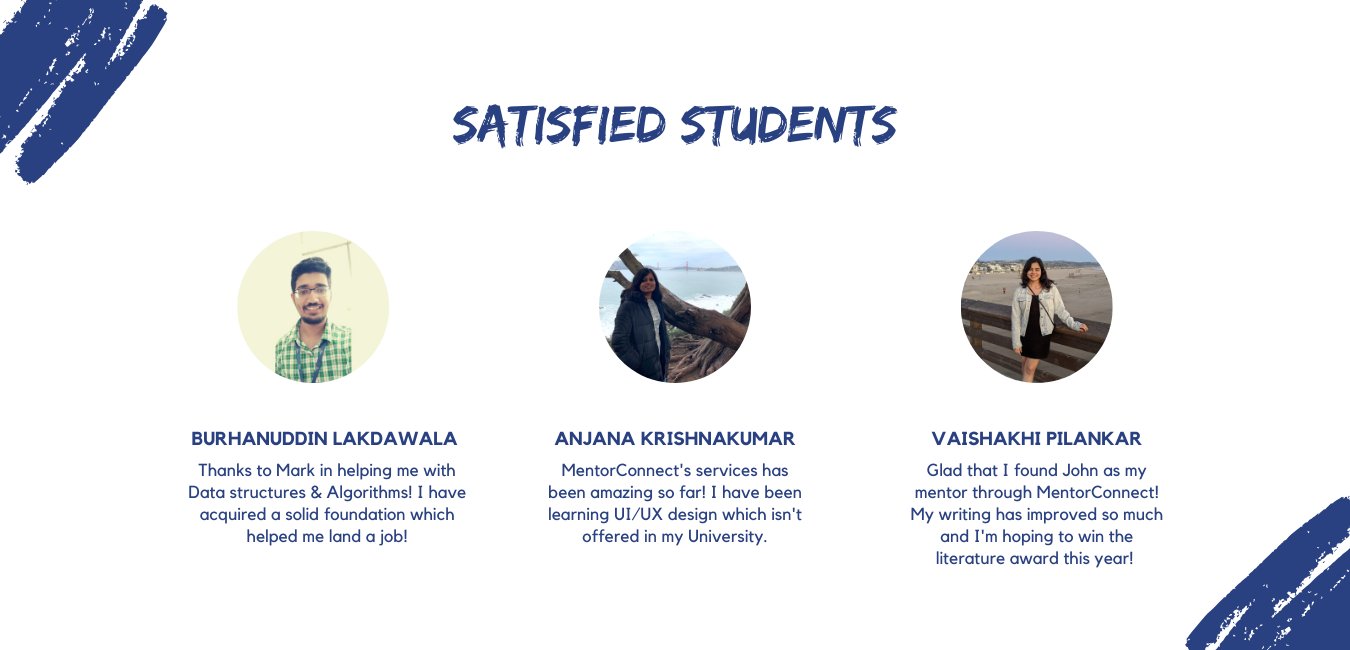 SATISFIED STUDENTS
BURHANUDDIN LAKDAWALA
Thanks to Mark in helping me with
Data structures & Algorithms! I have
acquired a solid foundation which
helped me land a job!
ANJANA KRISHNAKUMAR
MentorConnect's services has
been amazing so far! I have been
learning UI/UX design which isn't
offered in my University.
VAISHAKHI PILANKAR
Glad that I found John as my
mentor through MentorConnect!
My writing has improved so much
and I'm hoping to win the
literature award this year!